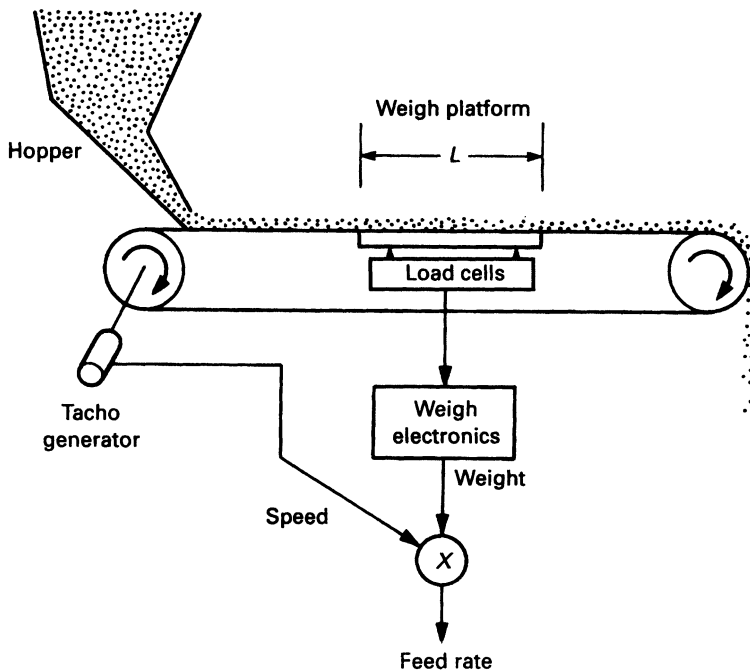 Weigh platform
L
Hopper
Load cells
Tacho
generator
Weigh
electronics
Weight
Speed
X
Feed rate